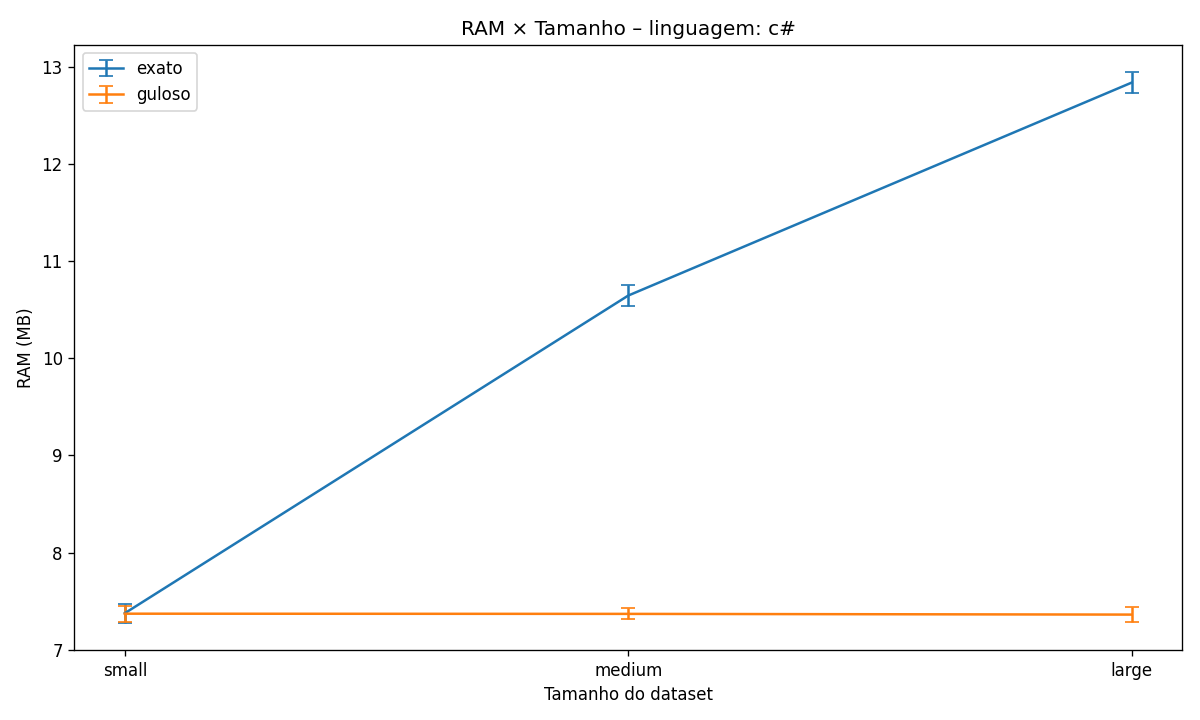 RAM × Tamanho – linguagem: c#
exato
guloso
13
12
11
10
9
8
7
RAM (MB)
small
medium
large
Tamanho do dataset